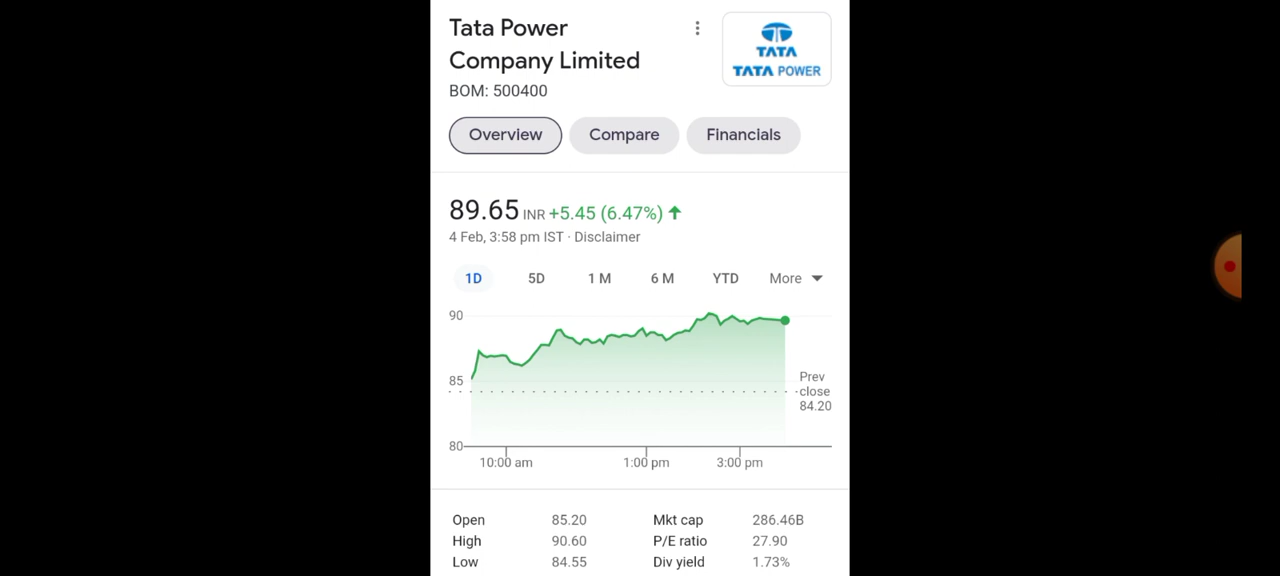 Tata Power
Company Limited
TATA
TATA POWER
BOM: 500400
Overview Compare Financials
89.65 INR +5.45 (6.47%)
4 Feb, 3:58 pm IST · Disclaimer
1D 5D 1 M 6 M YTD More
90
85
Prev
close
84.20
80
10:00 am 1:00 pm 3:00 pm
Open 85.20 Mkt cap 286.46B
High 90.60 P/E ratio 27.90
Low 84.55 Div yield 1.73%